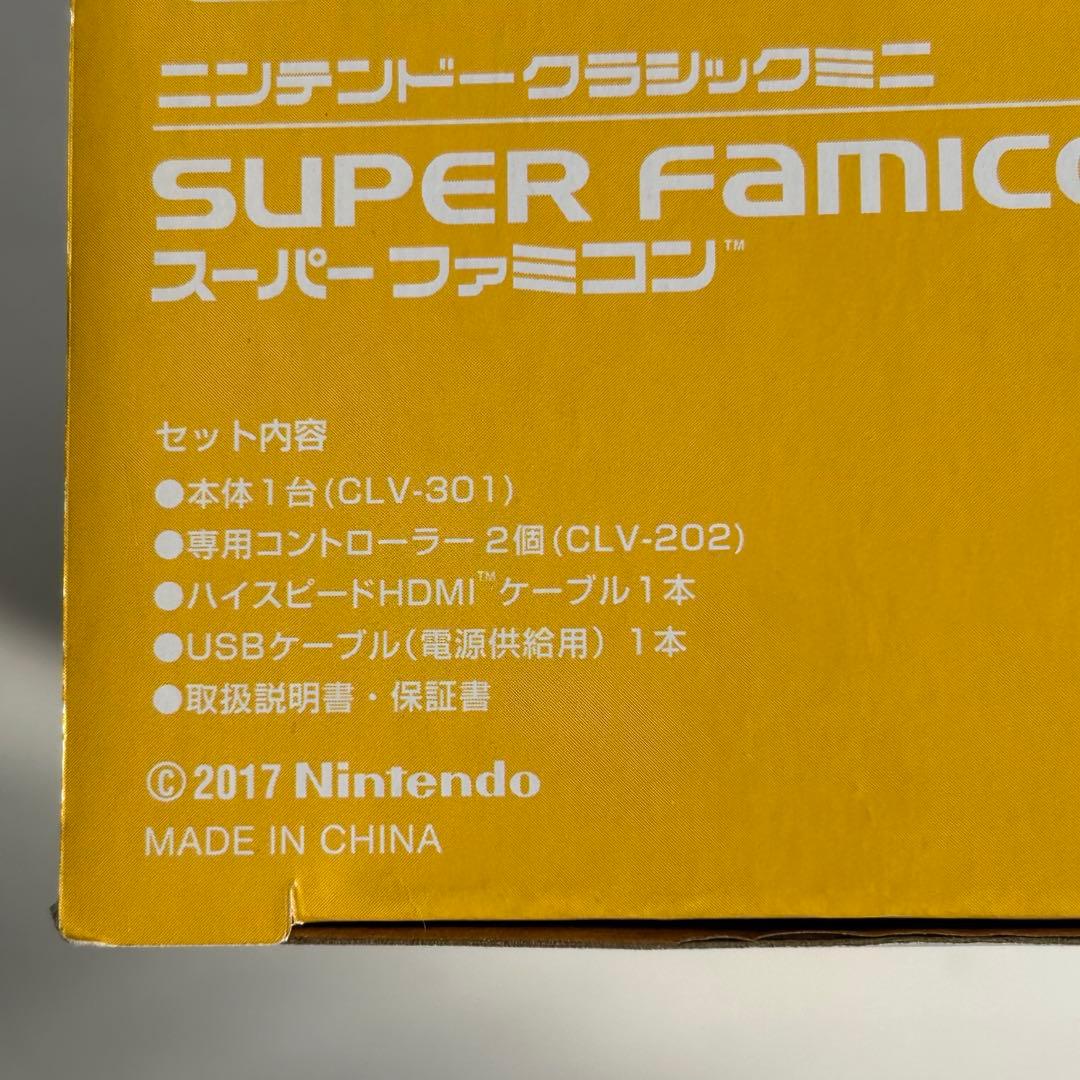 ニンテンドークラシックミニ
SUPER FAMICO
スーパーファミコン™
セット内容
●本体1台(CLV-301)
●専用コントローラー 2個(CLV-202)
●ハイスピードHDMI™ケーブル1本
●USBケーブル(電源供給用) 1本
●取扱説明書・保証書
©2017 Nintendo
MADE IN CHINA